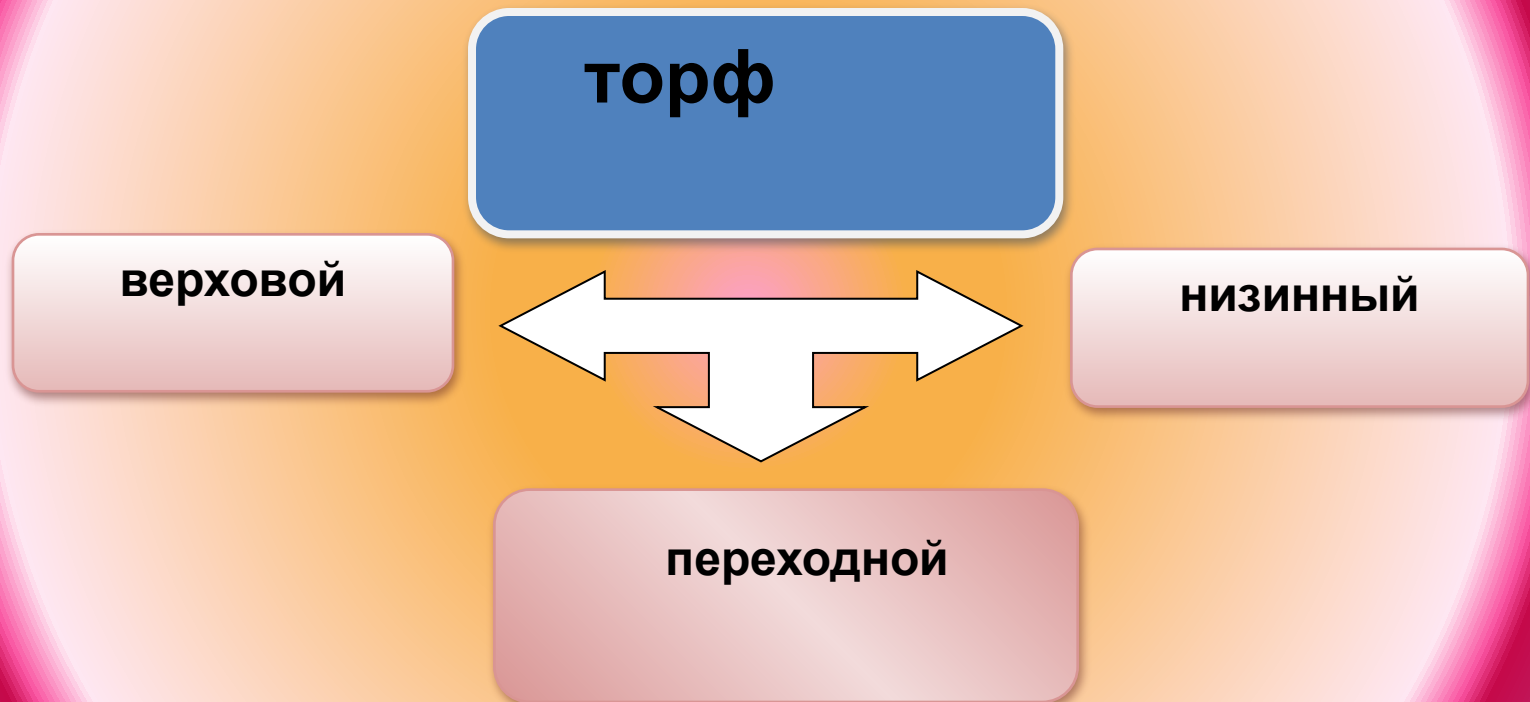 торф
верховой
низинный
переходной